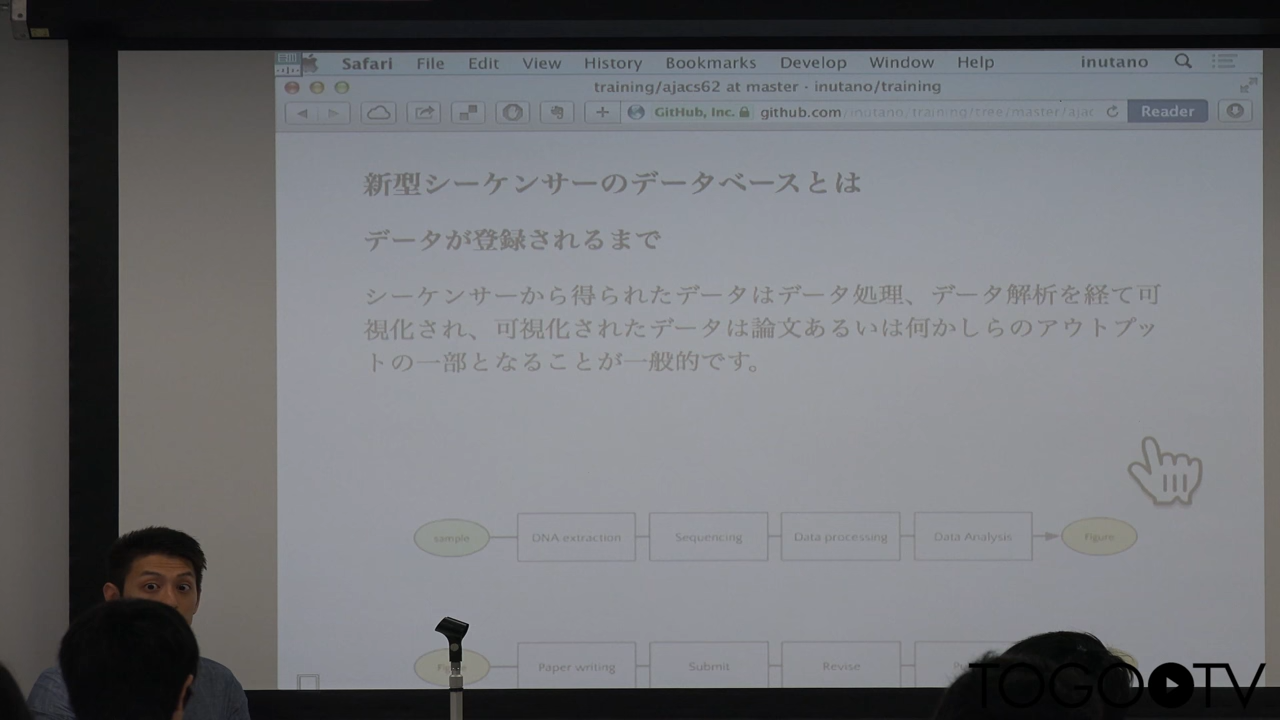 Safari File Edit View History Bookmarks Develop Window Help inutano
training/ajacs62 at master - inutano/training
GitHub, Inc. github.com/inutano/training/tree/master/ajac Reader
新型シーケンサーのデータベースとは
データが登録されるまで
シーケンサーから得られたデータはデータ処理、データ解析を経て可
視化され、可視化されたデータは論文あるいは何かしらのアウトプッ
トの一部となることが一般的です。
sample DNA extraction Sequencing Data processing Data Analysis Figure
Paper writing Submit Revise
TOGOTV